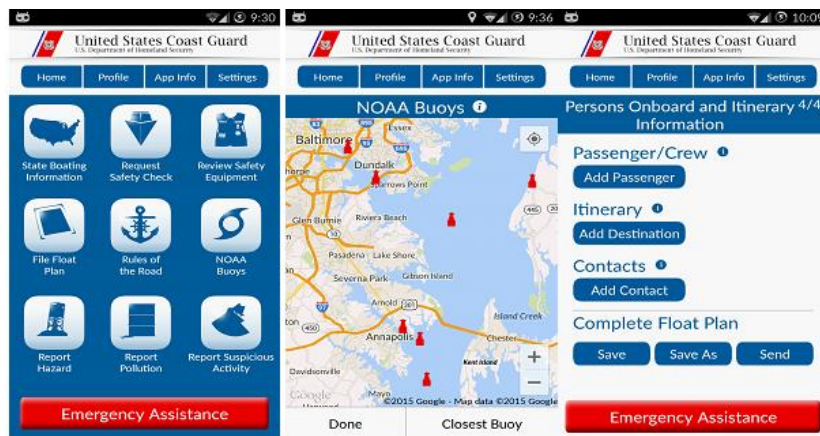 9:30
United States Coast Guard
U.S. Department of Homeland Security
Home Profile App Info Settings
State Boating
Information
Request
Safety Check
Review Safety
Equipment
File Float
Plan
Rules of
the Road
NOAA
Buoys
Report
Hazard
Report
Pollution
Report Suspicious
Activity
Emergency Assistance
9:36
United States Coast Guard
U.S. Department of Homeland Security
Home Profile App Info Settings
NOAA Buoys
Essex
Baltimore
Dundalk
Sparrows Point
Glen Burnie
Riviera Beach
10
Pasadena
Lake Shore
Severna Park
Gibson Island
Arnold
450
Annapolis
Island Creek
Chester
Kent Island
Davidsonville
Mayo
Google
©2015 Google - Map data ©2015 Google
Done
Closest Buoy
10:09
United States Coast Guard
U.S. Department of Homeland Security
Home Profile App Info Settings
Persons Onboard and Itinerary 4/4
Information
Passenger/Crew
Add Passenger
Itinerary
Add Destination
Contacts
Add Contact
Complete Float Plan
Save Save As Send
Emergency Assistance